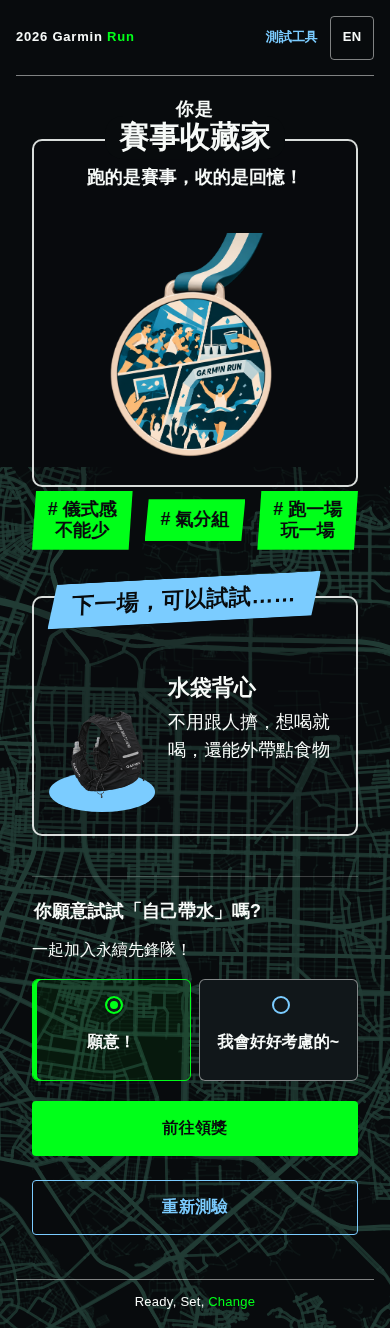 2026 Garmin Run
測試工具
EN
你是
賽事收藏家
跑的是賽事，收的是回憶！
GARMIN RUN
# 儀式感
不能少
# 氣分組
# 跑一場
玩一場
下一場，可以試試……
水袋背心
不用跟人擠，想喝就
喝，還能外帶點食物
你願意試試「自己帶水」嗎?
一起加入永續先鋒隊！
願意！
我會好好考慮的~
前往領獎
重新測驗
Ready, Set, Change